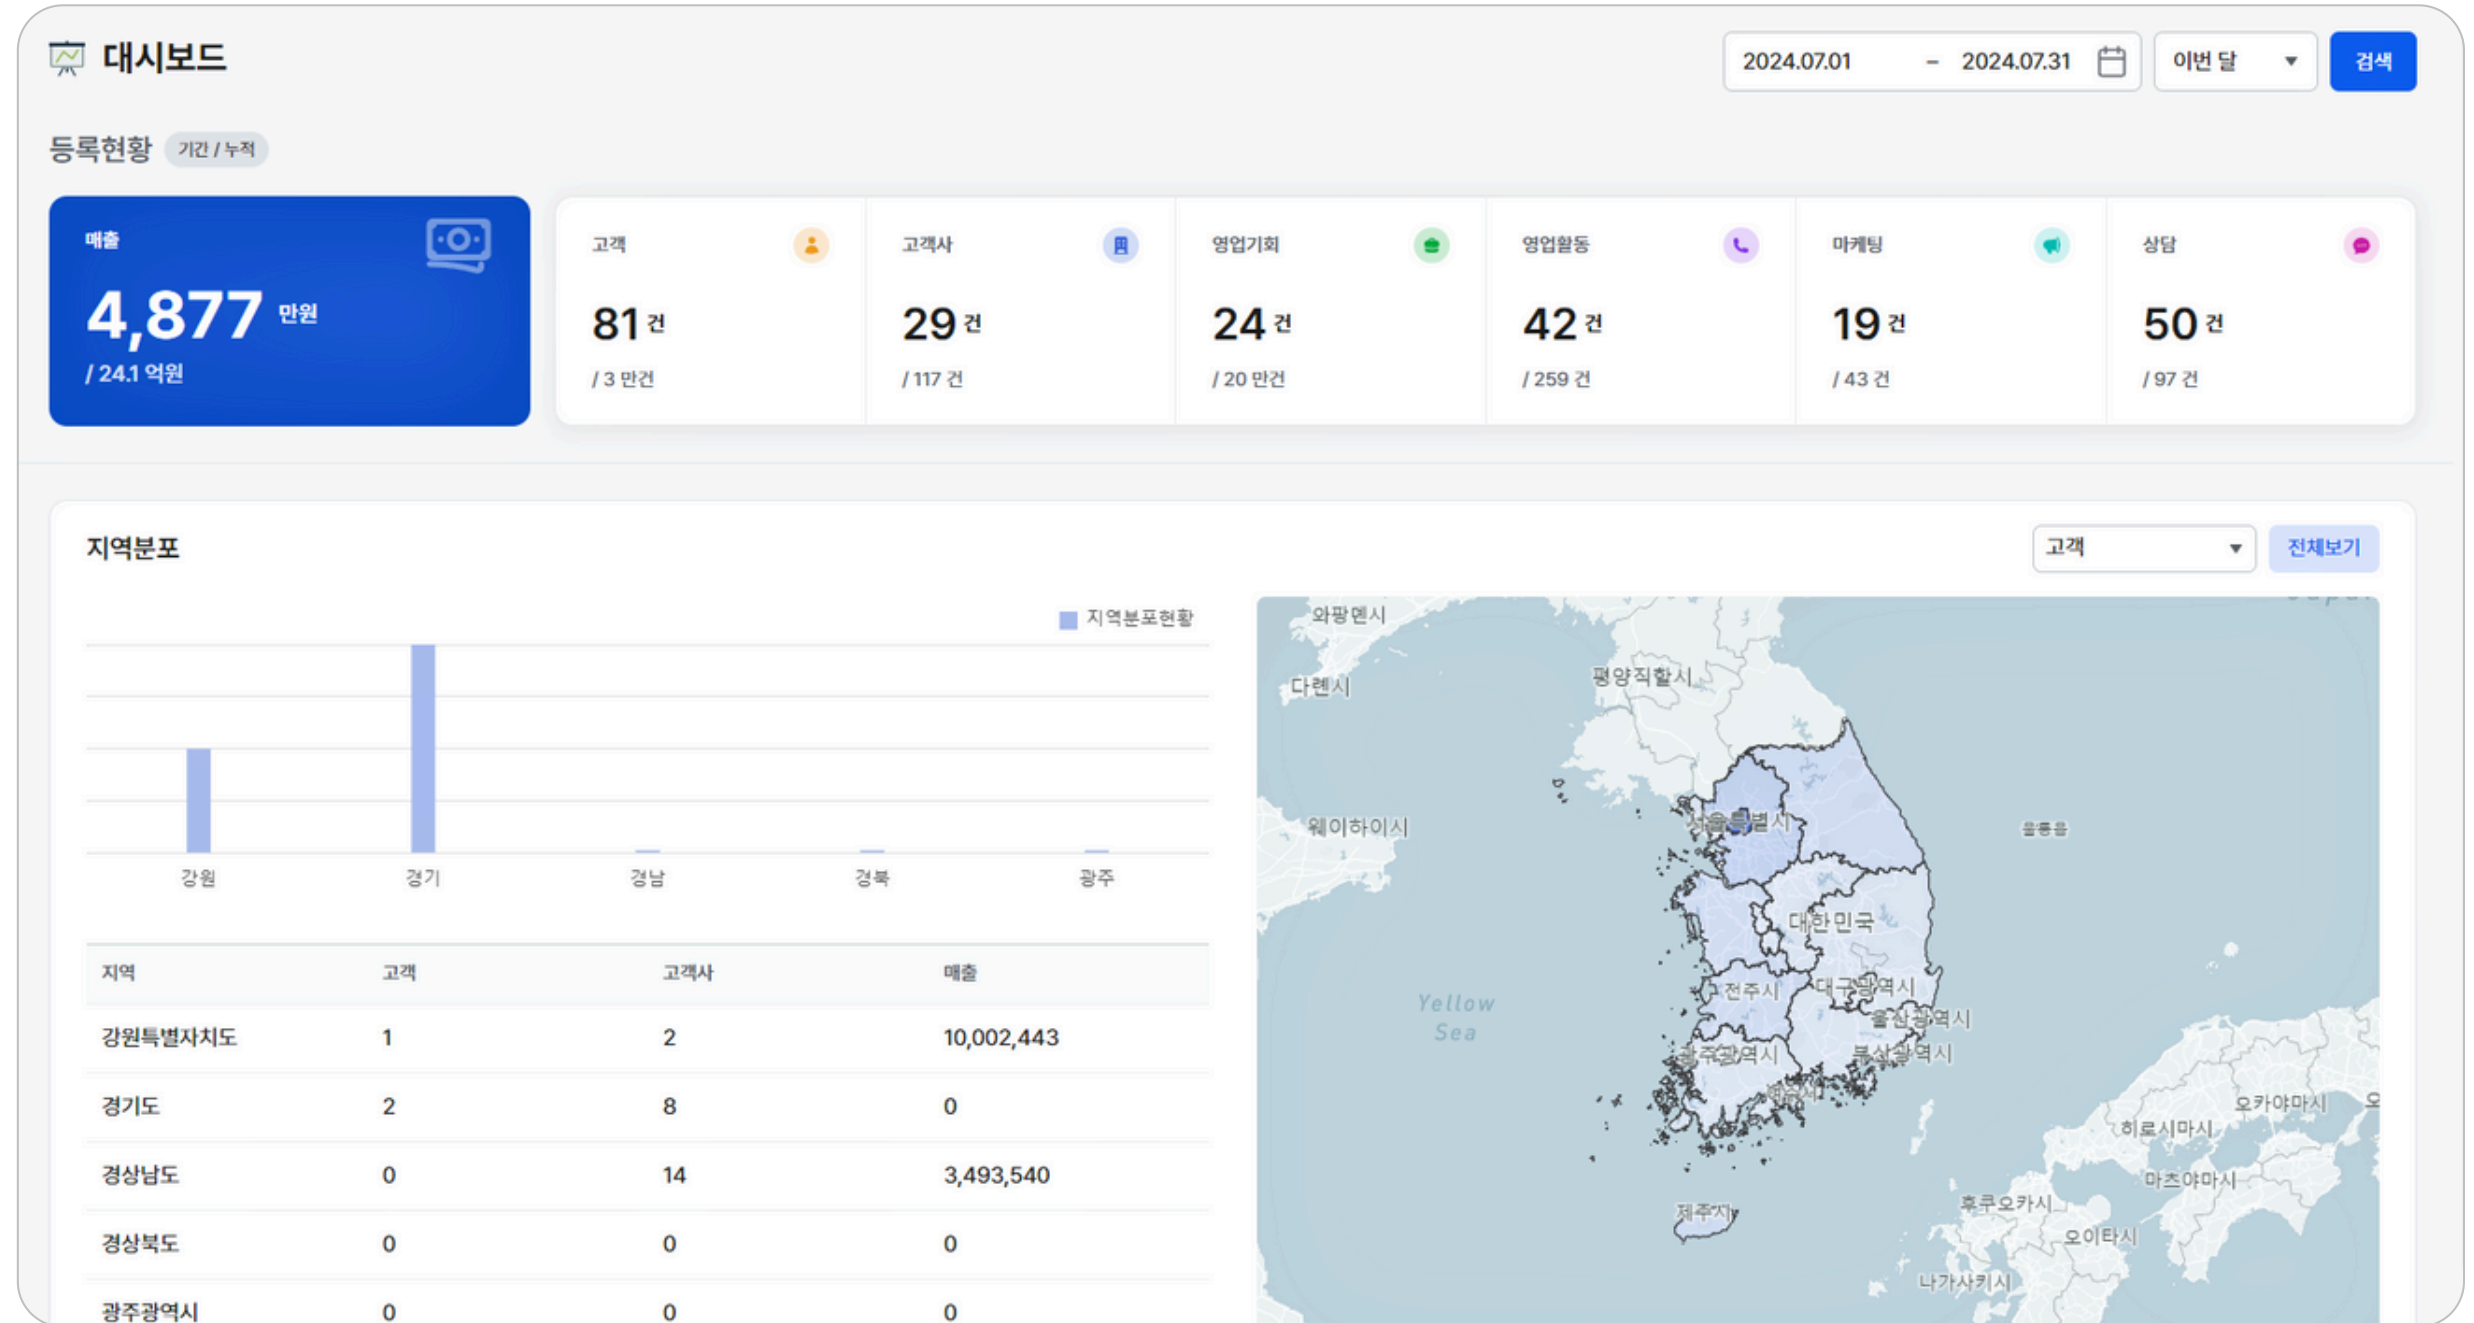 대시보드
2024.07.01 - 2024.07.31
이번 달
검색
등록현황 기간 / 누적
매출
4,877 만원
/ 24.1 억원
고객
81 건
/ 3 만건
고객사
29 건
/ 117 건
영업기회
24 건
/ 20 만건
영업활동
42 건
/ 259 건
마케팅
19 건
/ 43 건
상담
50 건
/ 97 건
지역분포
고객
전체보기
지역분포현황
강원 경기 경남 경북 광주
지역 고객 고객사 매출
강원특별자치도 1 2 10,002,443
경기도 2 8 0
경상남도 0 14 3,493,540
경상북도 0 0 0
광주광역시 0 0 0
와팡뎬시
다롄시
평양직할시
웨이하이시
서울특별시
울릉읍
대한민국
전주시
대구광역시
Yellow
Sea
울산광역시
광주광역시
부산광역시
제주시
오카야마시
히로시마시
마츠야마시
후쿠오카시
오이타시
나가사키시